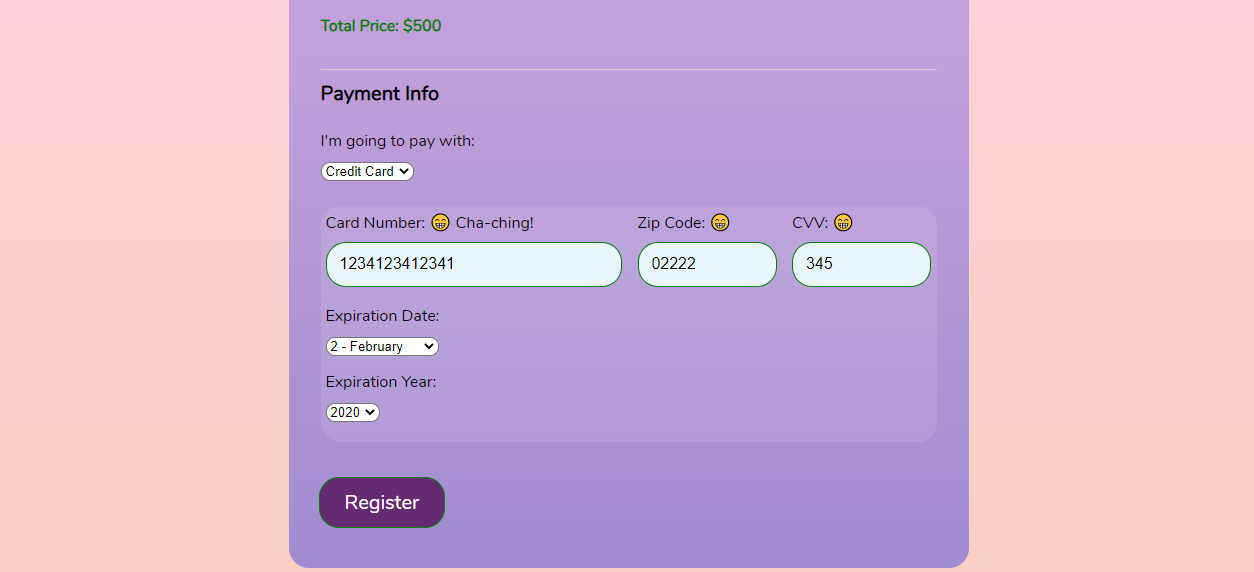 Total Price: $500
Payment Info
I'm going to pay with:
Credit Card
Card Number: 😁 Cha-ching! Zip Code: 😁 CVV: 😁
1234123412341 02222 345
Expiration Date:
2 - February
Expiration Year:
2020
Register